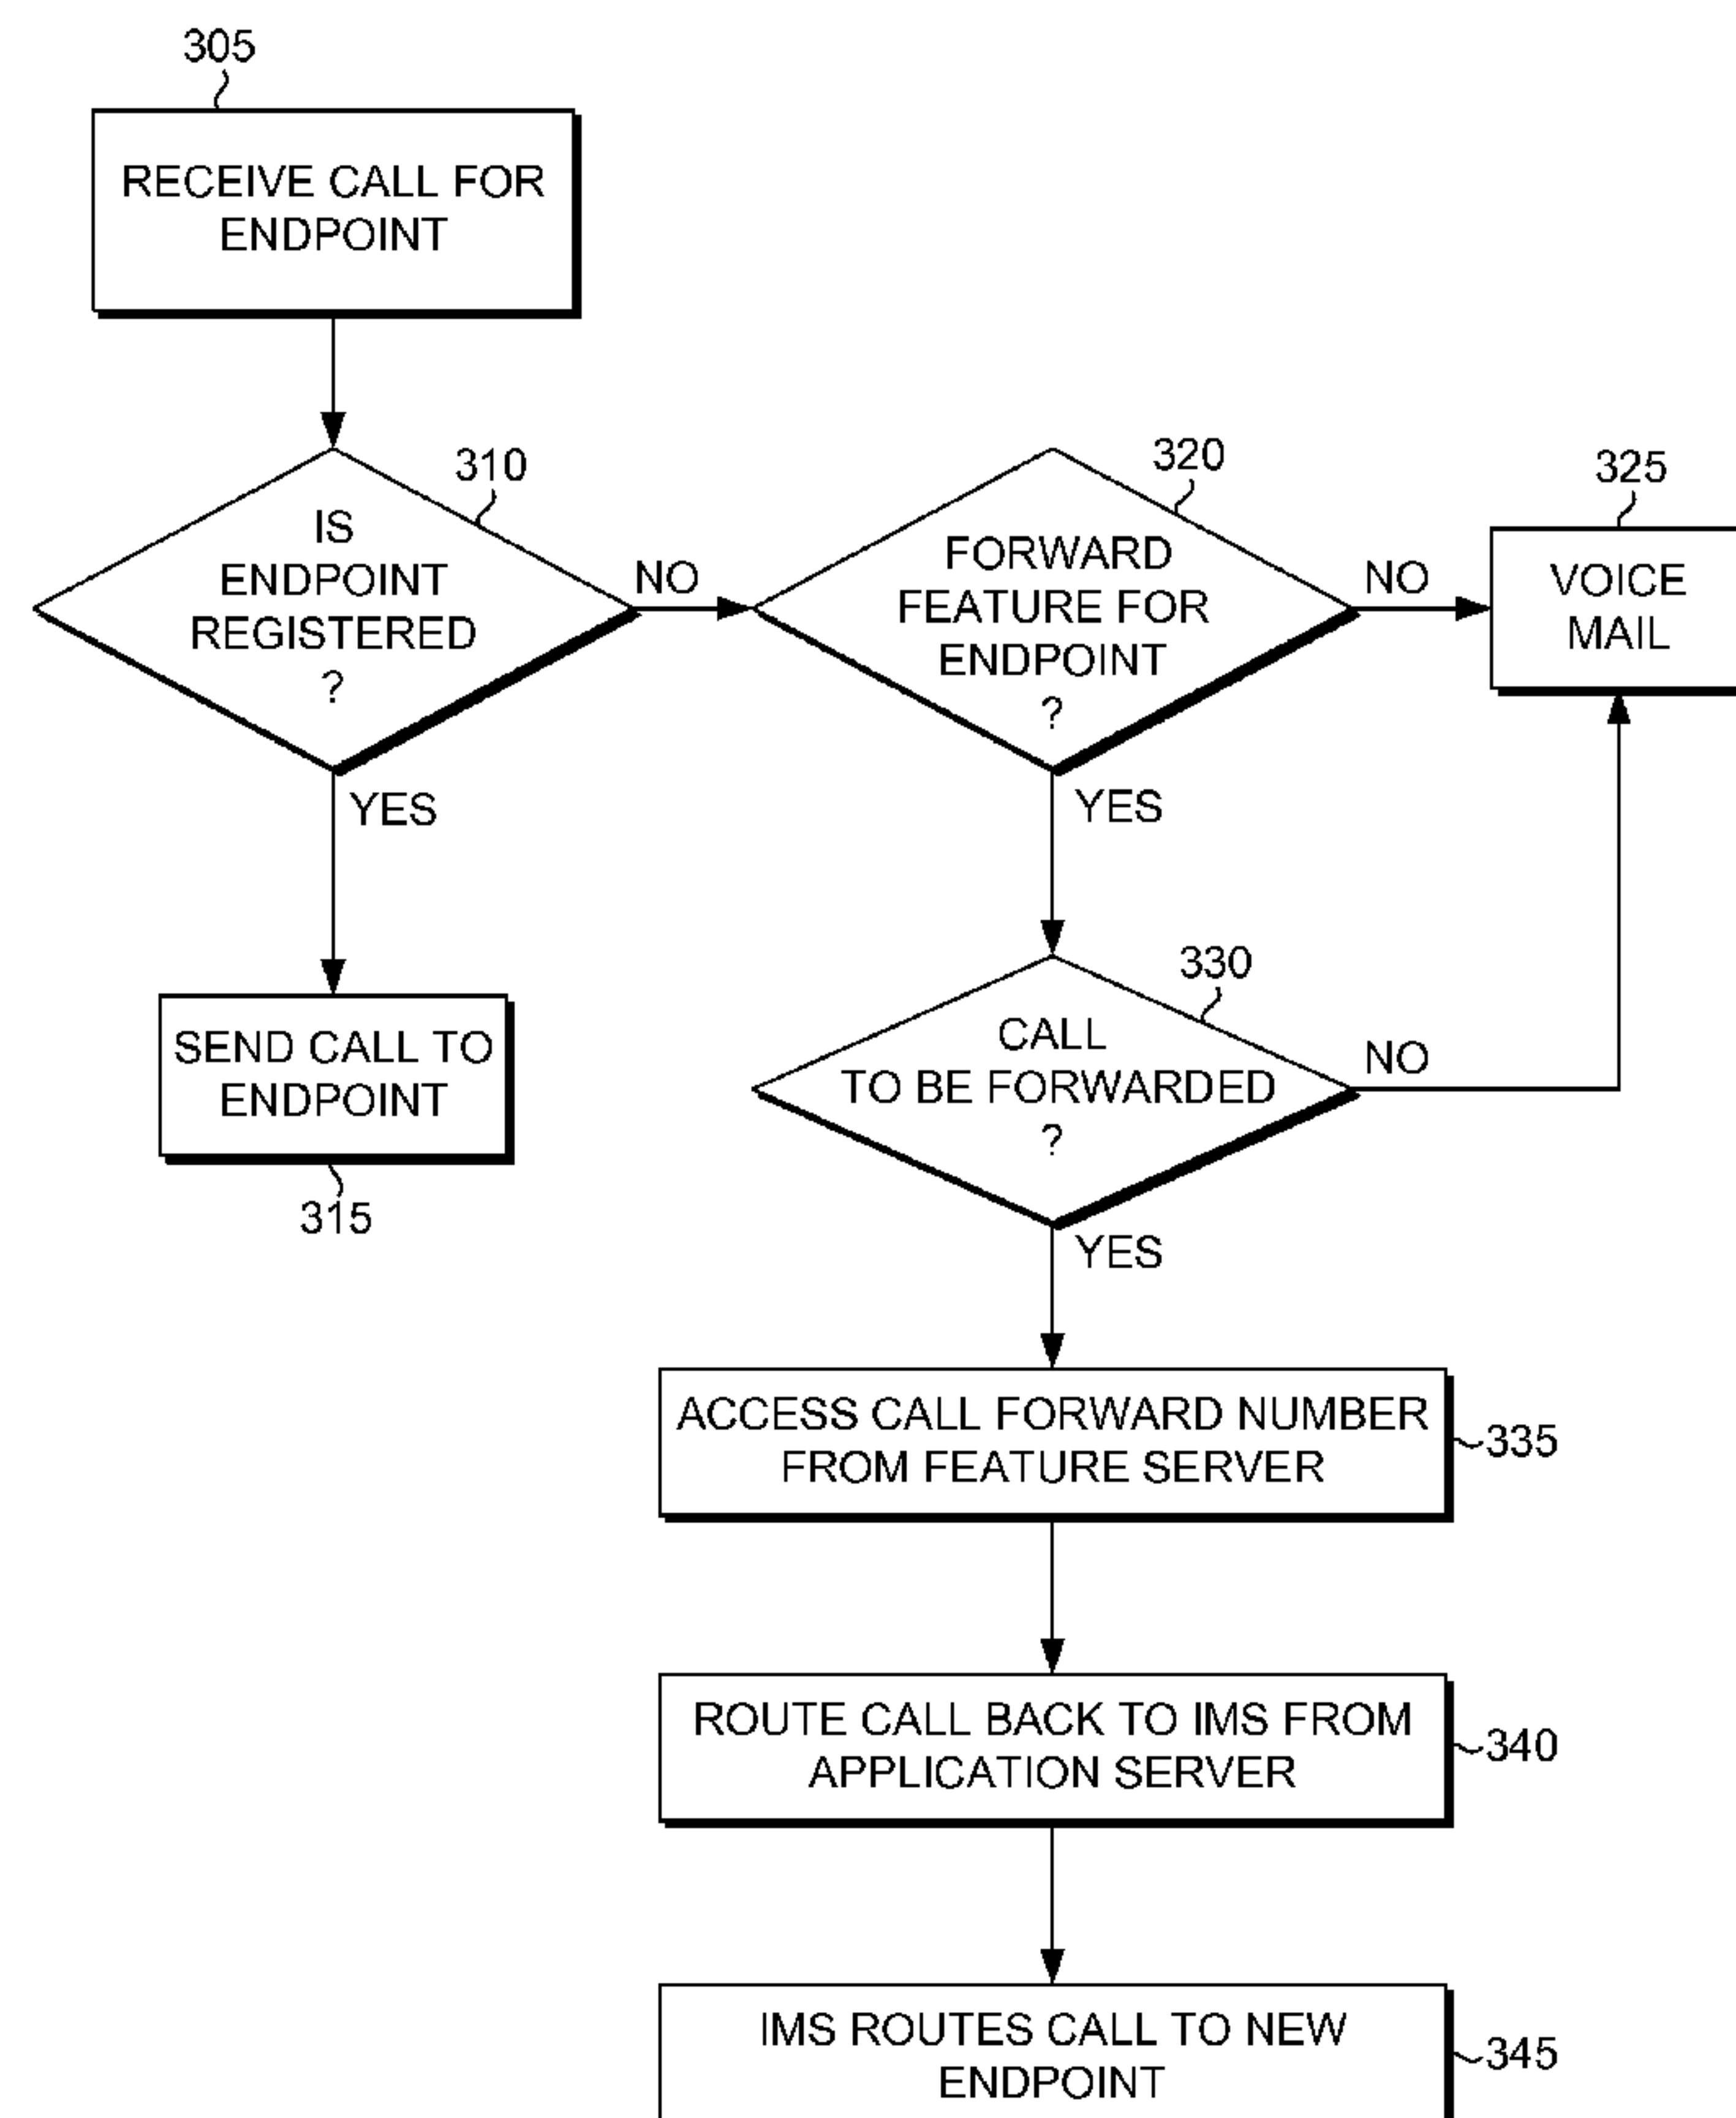 305
RECEIVE CALL FOR
ENDPOINT
310
IS
ENDPOINT
REGISTERED
?
NO
YES
SEND CALL TO
ENDPOINT
315
320
FORWARD
FEATURE FOR
ENDPOINT
?
NO
YES
325
VOICE
MAIL
330
CALL
TO BE FORWARDED
?
NO
YES
ACCESS CALL FORWARD NUMBER
FROM FEATURE SERVER
335
ROUTE CALL BACK TO IMS FROM
APPLICATION SERVER
340
IMS ROUTES CALL TO NEW
ENDPOINT
345